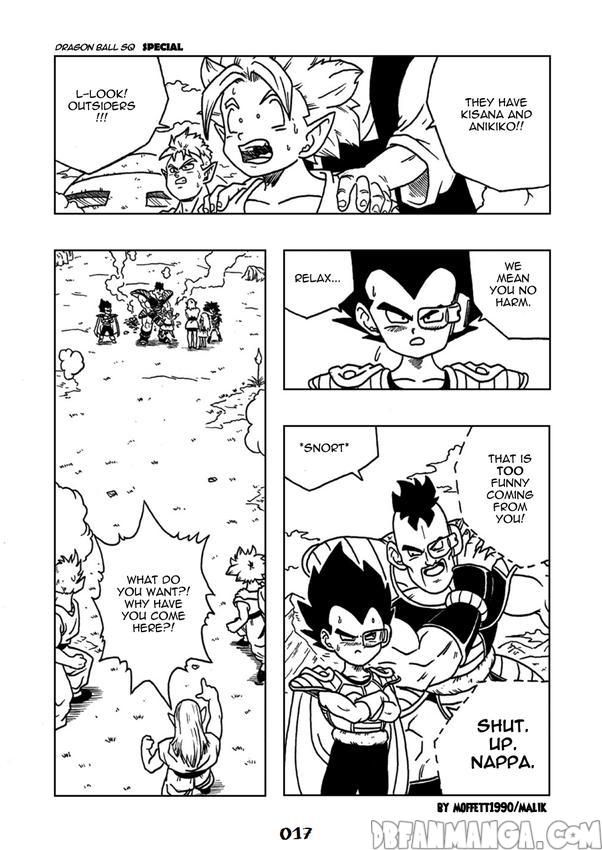 DRAGON BALL SQ SPECIAL
L-LOOK!
OUTSIDERS
!!!
THEY HAVE
KISANA AND
ANIKIKO!!
RELAX...
WE
MEAN
YOU NO
HARM.
WHAT DO
YOU WANT?!
WHY HAVE
YOU COME
HERE?!
*SNORT*
THAT IS
TOO
FUNNY
COMING
FROM
YOU!
SHUT.
UP.
NAPPA.
BY MOFFETT1990/MALIK
017
DBFANMANGA.COM